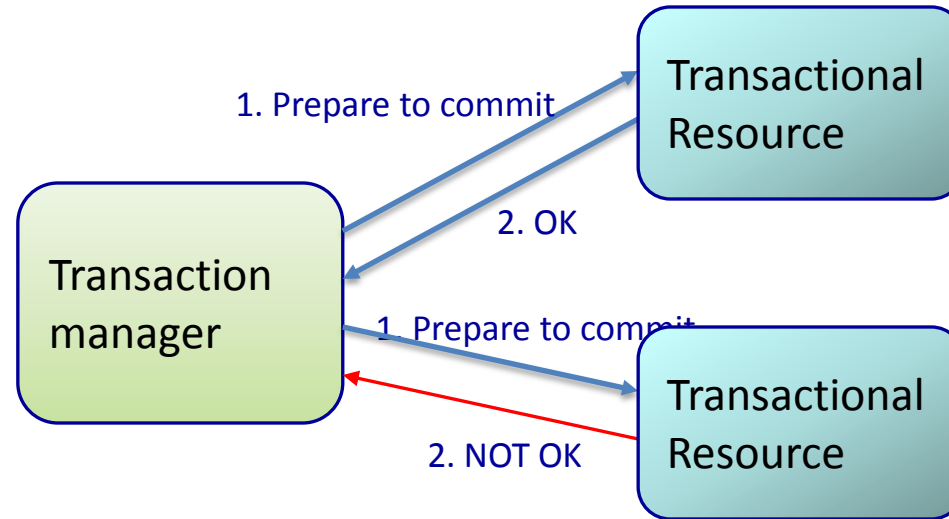 Transactional
Resource
1. Prepare to commit
2. OK
Transaction
manager
1. Prepare to commit
Transactional
Resource
2. NOT OK